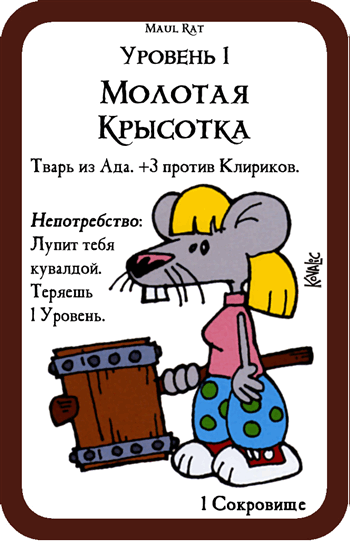 Maul Rat
Уровень 1
Молотая
Крысотка
Тварь из Ада. +3 против Клириков.
Непотребство:
Лупит тебя
кувалдой.
Теряешь
1 Уровень.
Kovalic
1 Сокровище